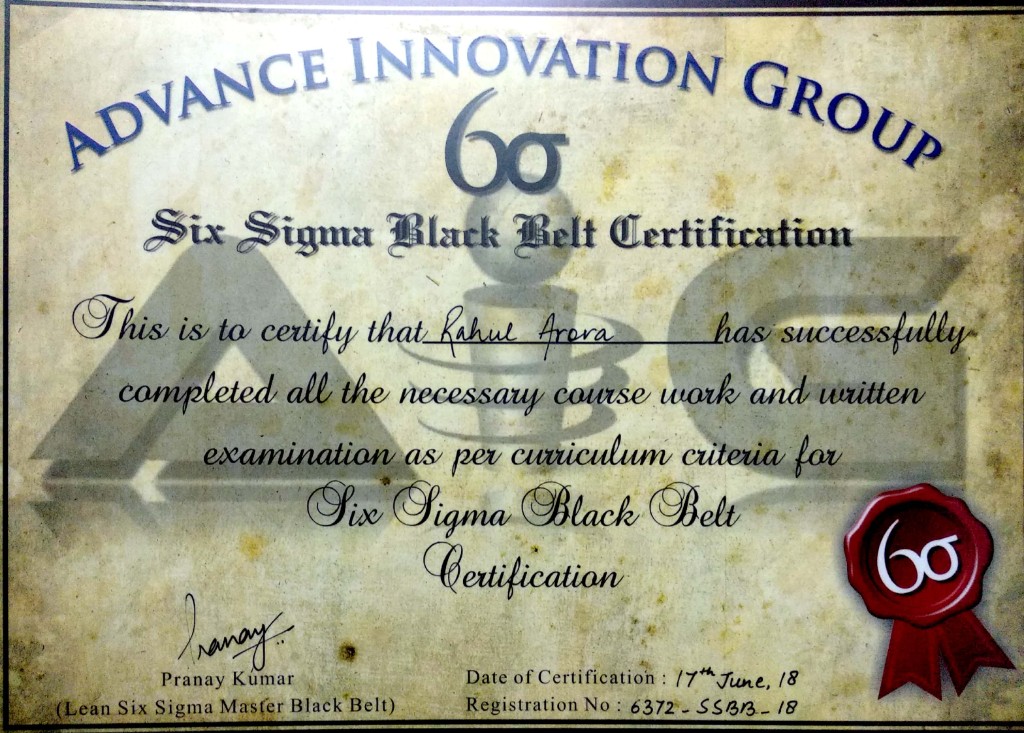 ADVANCE INNOVATION GROUP
6σ
Six Sigma Black Belt Certification
This is to certify that Rahul Arora has successfully
completed all the necessary course work and written
examination as per curriculum criteria for
Six Sigma Black Belt
Certification
6σ
Pranay
Pranay Kumar
(Lean Six Sigma Master Black Belt)
Date of Certification : 17th June, 18
Registration No : 6372 - SSBB - 18